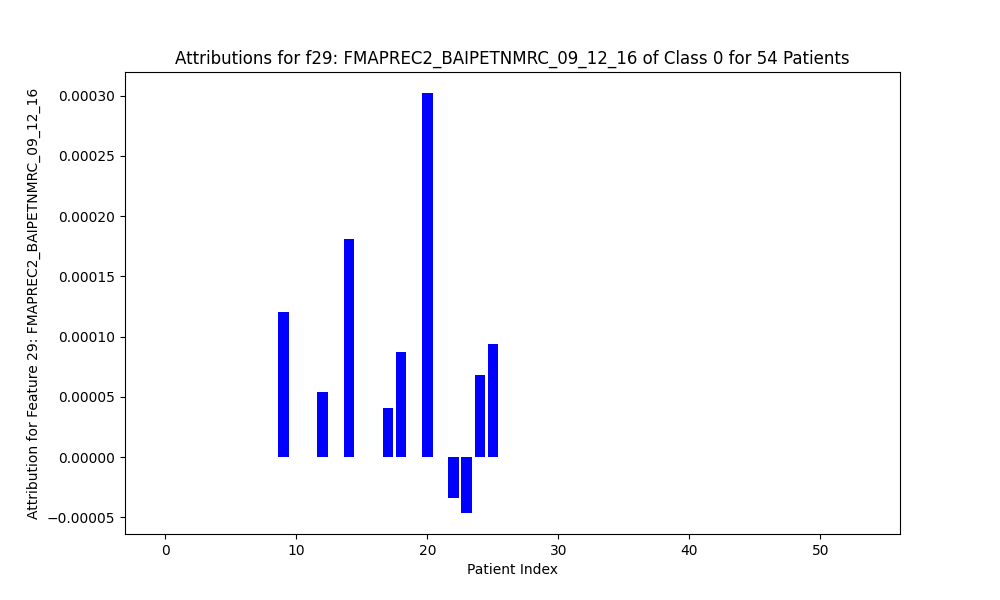 Attributions for f29: FMAPREC2_BAIPETNMRC_09_12_16 of Class 0 for 54 Patients
Attribution for Feature 29: FMAPREC2_BAIPETNMRC_09_12_16
0.00030
0.00025
0.00020
0.00015
0.00010
0.00005
0.00000
−0.00005
0 10 20 30 40 50
Patient Index